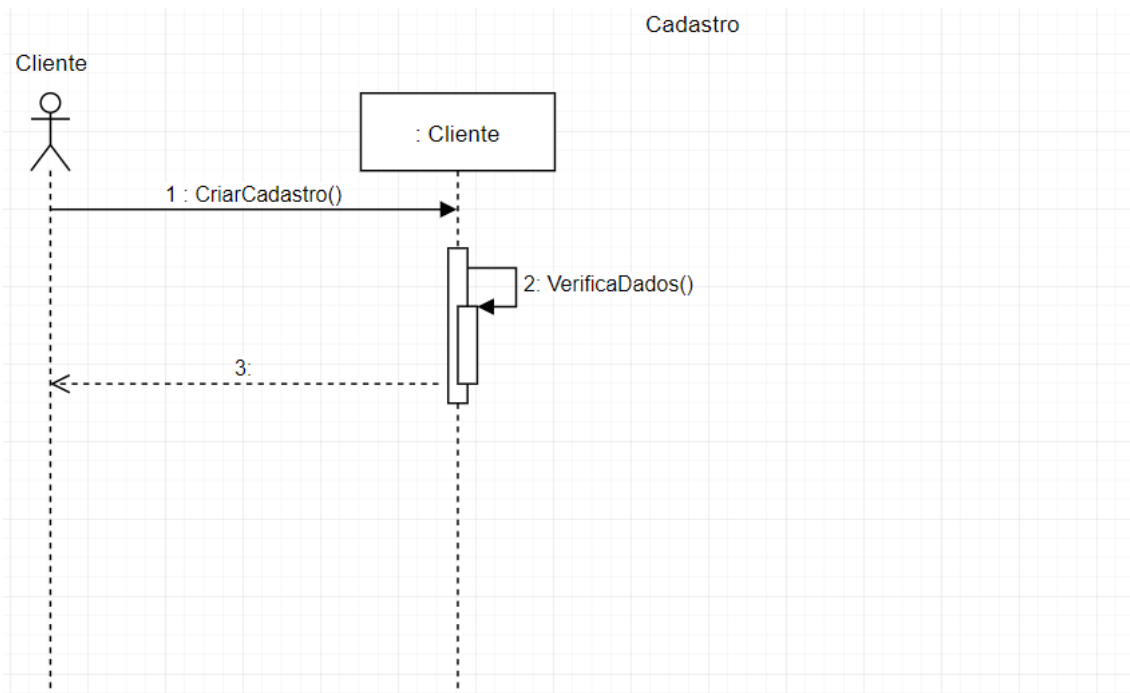 Cadastro
Cliente
: Cliente
1 : CriarCadastro()
2: VerificaDados()
3: